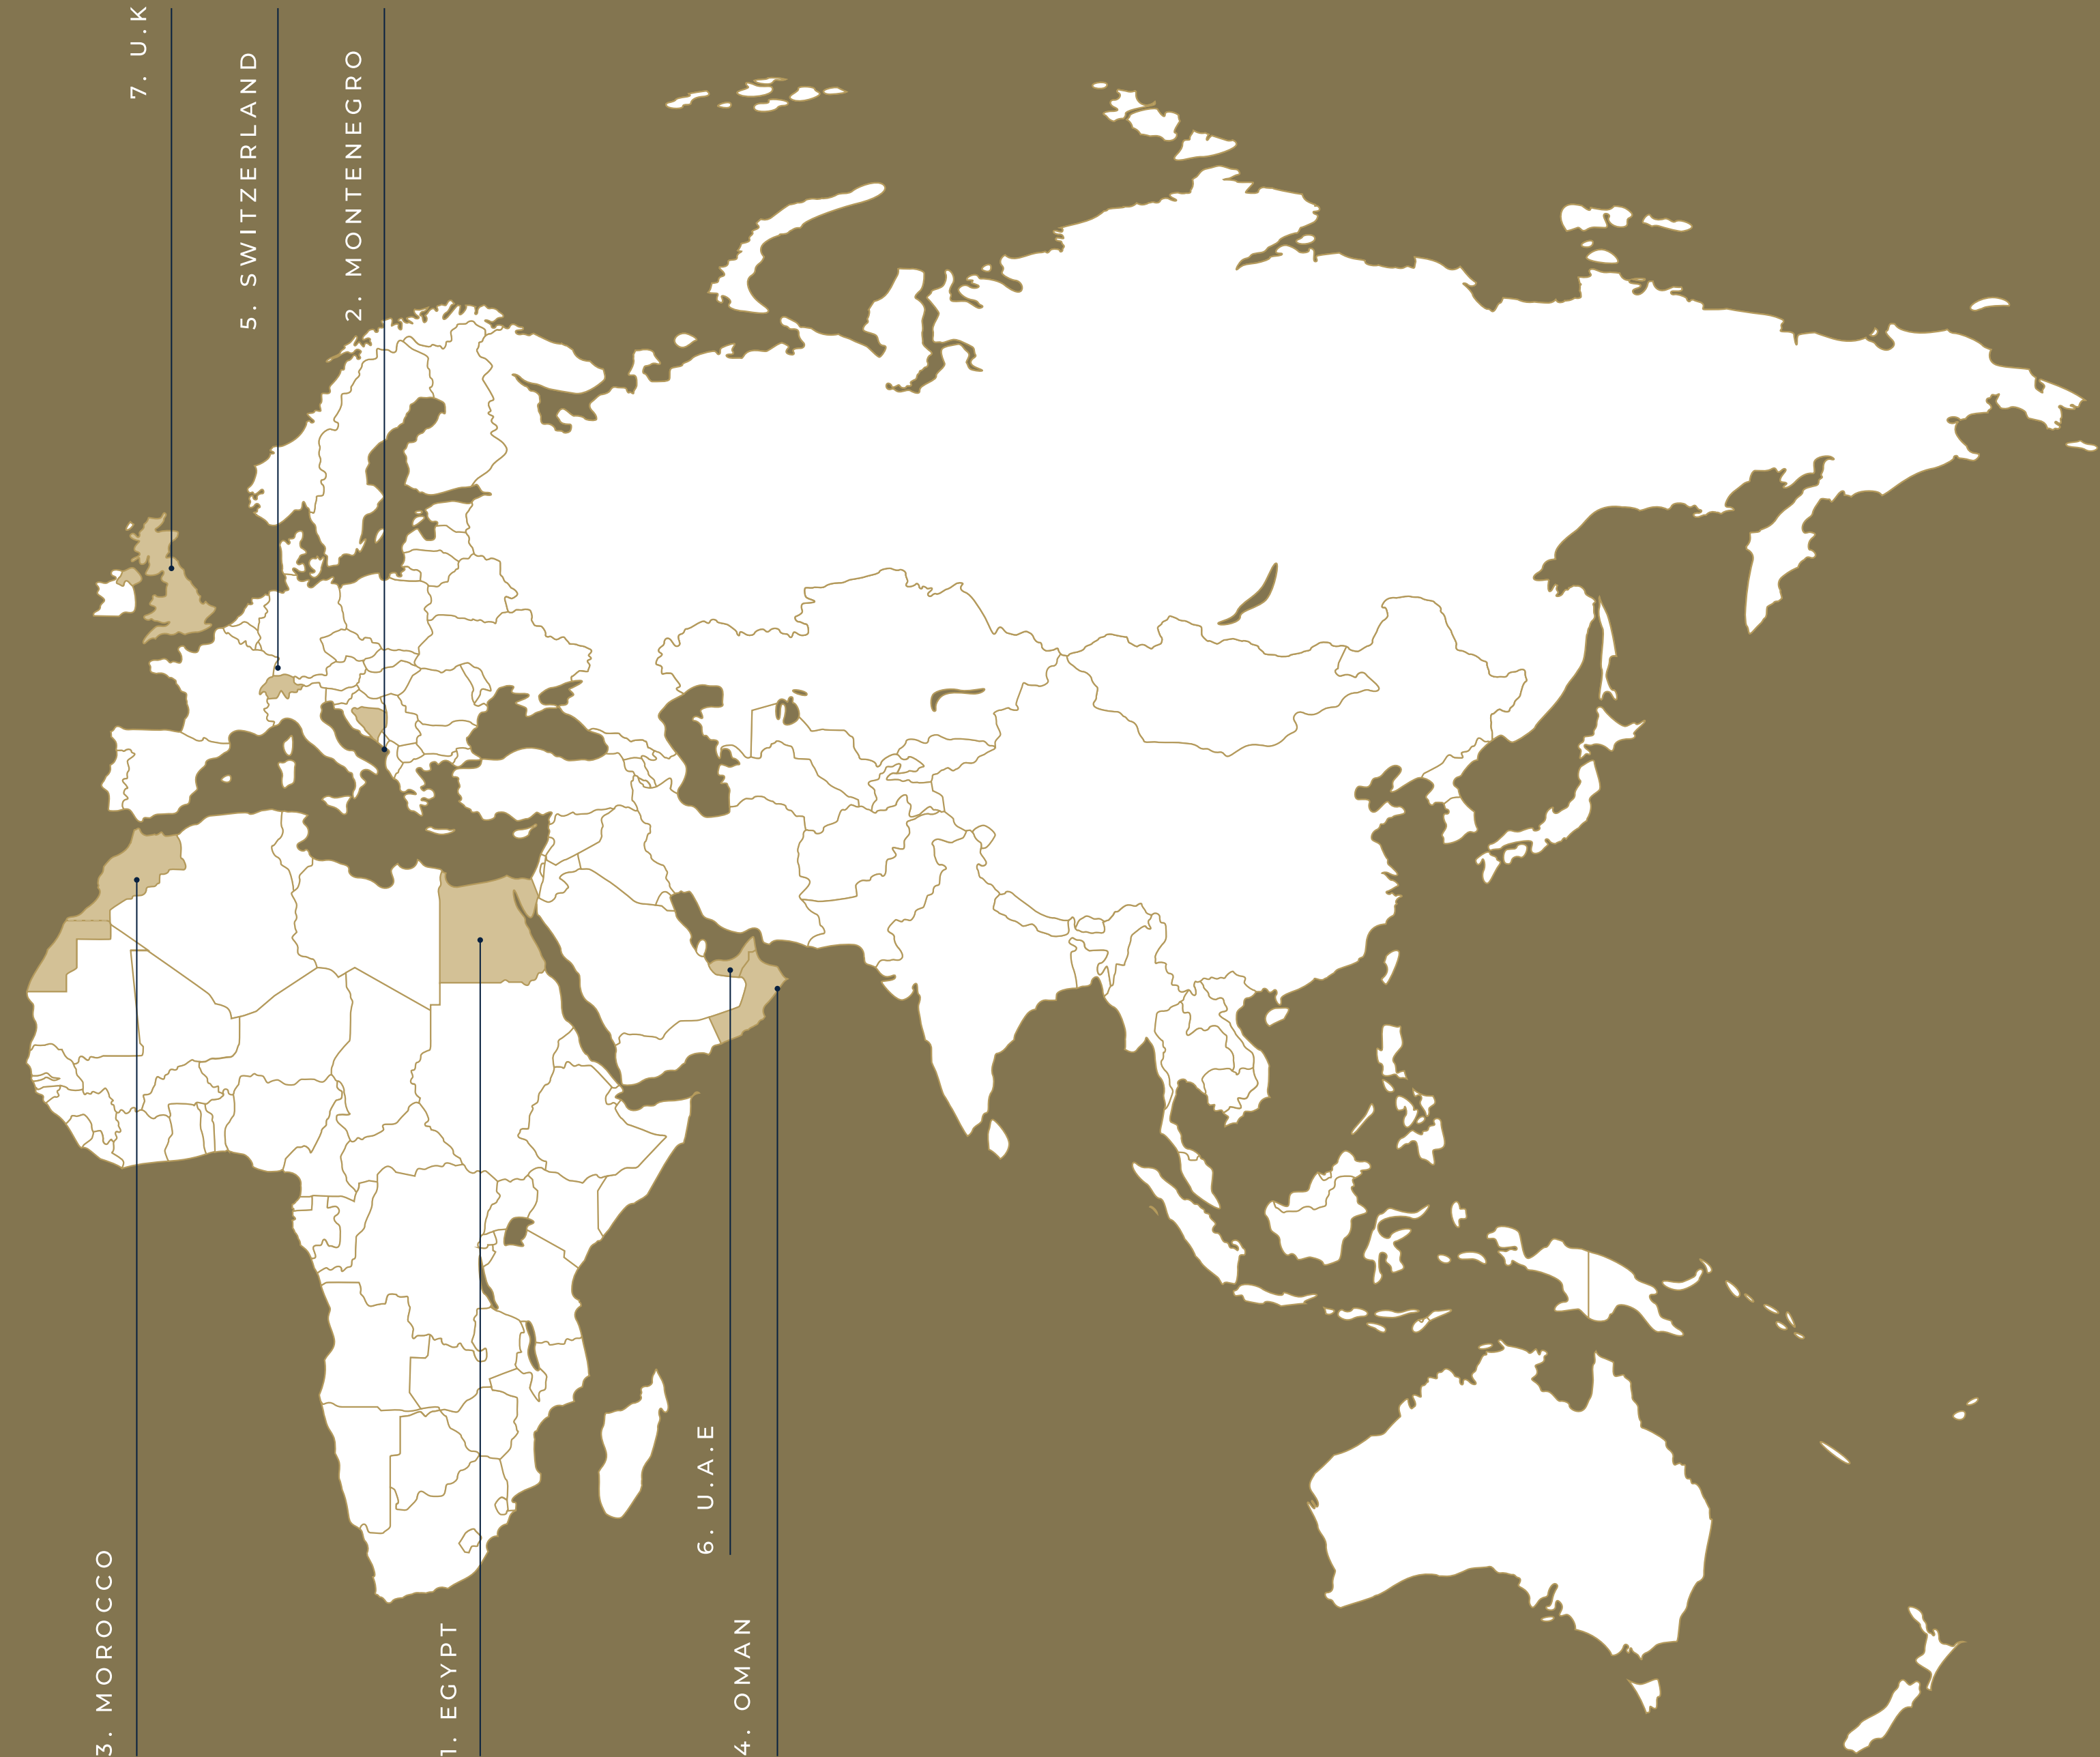 7. U.K
5. SWITZERLAND
2. MONTENEGRO
3. MOROCCO
1. EGYPT
6. U.A.E
4. OMAN